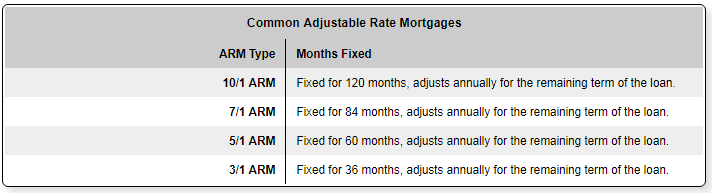 Common Adjustable Rate Mortgages
ARM Type Months Fixed
10/1 ARM Fixed for 120 months, adjusts annually for the remaining term of the loan.
7/1 ARM Fixed for 84 months, adjusts annually for the remaining term of the loan.
5/1 ARM Fixed for 60 months, adjusts annually for the remaining term of the loan.
3/1 ARM Fixed for 36 months, adjusts annually for the remaining term of the loan.